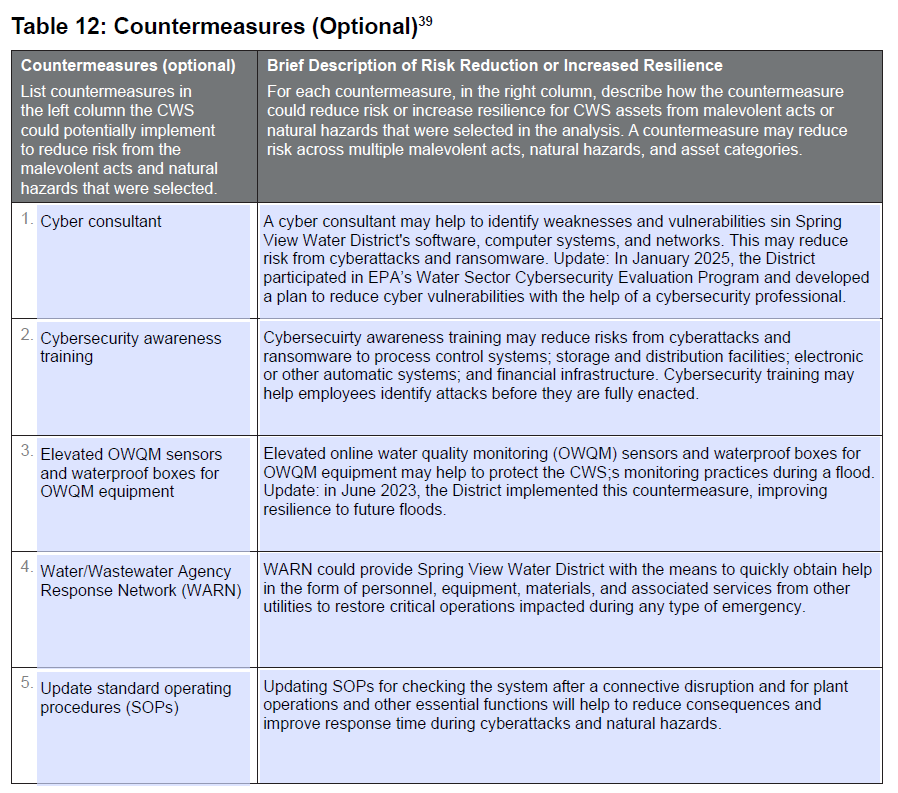 Table 12: Countermeasures (Optional)39
Countermeasures (optional)
List countermeasures in
the left column the CWS
could potentially implement
to reduce risk from the
malevolent acts and natural
hazards that were selected.
Brief Description of Risk Reduction or Increased Resilience
For each countermeasure, in the right column, describe how the countermeasure
could reduce risk or increase resilience for CWS assets from malevolent acts or
natural hazards that were selected in the analysis. A countermeasure may reduce
risk across multiple malevolent acts, natural hazards, and asset categories.
1. Cyber consultant
A cyber consultant may help to identify weaknesses and vulnerabilities sin Spring
View Water District's software, computer systems, and networks. This may reduce
risk from cyberattacks and ransomware. Update: In January 2025, the District
participated in EPA's Water Sector Cybersecurity Evaluation Program and developed
a plan to reduce cyber vulnerabilities with the help of a cybersecurity professional.
2. Cybersecurity awareness
training
Cybersecuirty awareness training may reduce risks from cyberattacks and
ransomware to process control systems; storage and distribution facilities; electronic
or other automatic systems; and financial infrastructure. Cybersecurity training may
help employees identify attacks before they are fully enacted.
3. Elevated OWQM sensors
and waterproof boxes for
OWQM equipment
Elevated online water quality monitoring (OWQM) sensors and waterproof boxes for
OWQM equipment may help to protect the CWS;s monitoring practices during a flood.
Update: in June 2023, the District implemented this countermeasure, improving
resilience to future floods.
4. Water/Wastewater Agency
Response Network (WARN)
WARN could provide Spring View Water District with the means to quickly obtain help
in the form of personnel, equipment, materials, and associated services from other
utilities to restore critical operations impacted during any type of emergency.
5. Update standard operating
procedures (SOPs)
Updating SOPs for checking the system after a connective disruption and for plant
operations and other essential functions will help to reduce consequences and
improve response time during cyberattacks and natural hazards.